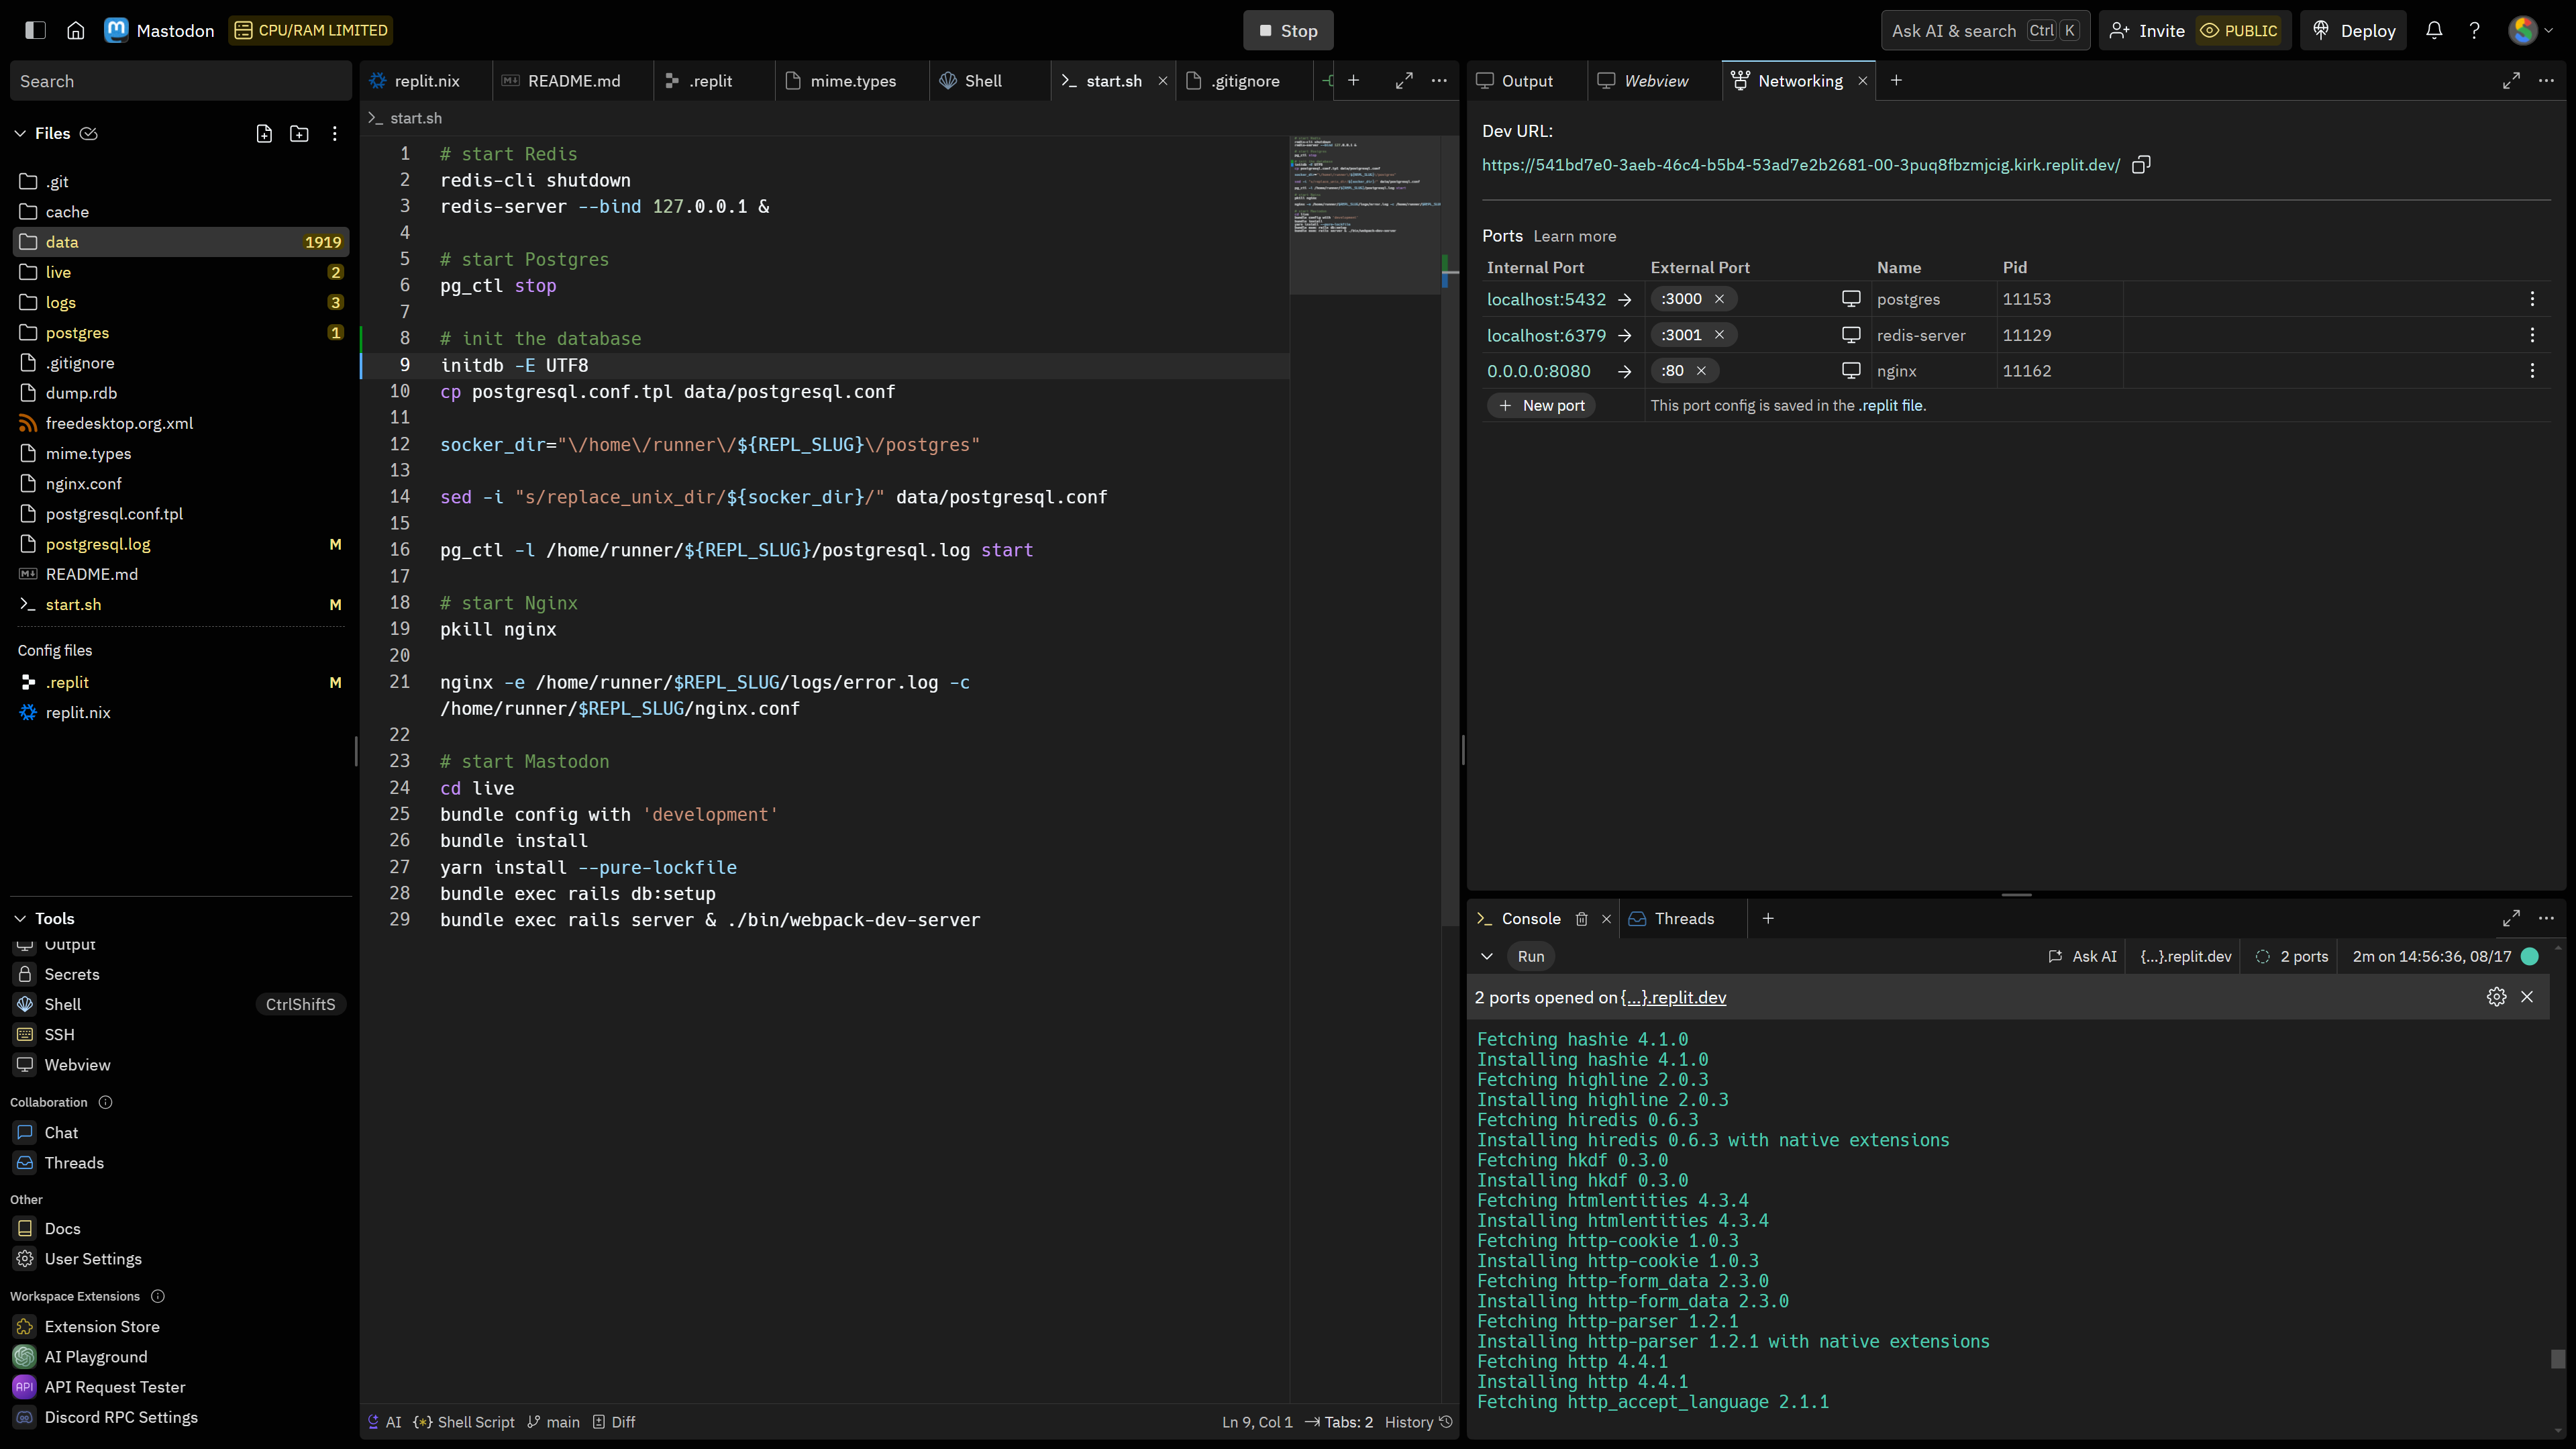 Mastodon
CPU/RAM LIMITED
Stop
Ask AI & search Ctrl K
Invite
PUBLIC
Deploy
Search
Files
.git
cache
data 1919
live 2
logs 3
postgres 1
.gitignore
dump.rdb
freedesktop.org.xml
mime.types
nginx.conf
postgresql.conf.tpl
postgresql.log M
README.md
start.sh M
Config files
.replit M
replit.nix
Tools
Output
Secrets
Shell CtrlShiftS
SSH
Webview
Collaboration
Chat
Threads
Other
Docs
User Settings
Workspace Extensions
Extension Store
AI Playground
API Request Tester
Discord RPC Settings
replit.nix
README.md
.replit
mime.types
Shell
start.sh
.gitignore
start.sh
1 # start Redis
2 redis-cli shutdown
3 redis-server --bind 127.0.0.1 &
4
5 # start Postgres
6 pg_ctl stop
7
8 # init the database
9 initdb -E UTF8
10 cp postgresql.conf.tpl data/postgresql.conf
11
12 socker_dir="\/home\/runner\/${REPL_SLUG}\/postgres"
13
14 sed -i "s/replace_unix_dir/${socker_dir}/" data/postgresql.conf
15
16 pg_ctl -l /home/runner/${REPL_SLUG}/postgresql.log start
17
18 # start Nginx
19 pkill nginx
20
21 nginx -e /home/runner/$REPL_SLUG/logs/error.log -c
/home/runner/$REPL_SLUG/nginx.conf
22
23 # start Mastodon
24 cd live
25 bundle config with 'development'
26 bundle install
27 yarn install --pure-lockfile
28 bundle exec rails db:setup
29 bundle exec rails server & ./bin/webpack-dev-server
AI
Shell Script
main
Diff
Ln 9, Col 1
Tabs: 2
History
Output
Webview
Networking
Dev URL:
https://541bd7e0-3aeb-46c4-b5b4-53ad7e2b2681-00-3puq8fbzmjcig.kirk.replit.dev/
Ports Learn more
Internal Port External Port Name Pid
localhost:5432 → :3000 × postgres 11153
localhost:6379 → :3001 × redis-server 11129
0.0.0.0:8080 → :80 × nginx 11162
+ New port This port config is saved in the .replit file.
Console
Threads
Run
Ask AI
{...}.replit.dev
2 ports
2m on 14:56:36, 08/17
2 ports opened on {...}.replit.dev
Fetching hashie 4.1.0
Installing hashie 4.1.0
Fetching highline 2.0.3
Installing highline 2.0.3
Fetching hiredis 0.6.3
Installing hiredis 0.6.3 with native extensions
Fetching hkdf 0.3.0
Installing hkdf 0.3.0
Fetching htmlentities 4.3.4
Installing htmlentities 4.3.4
Fetching http-cookie 1.0.3
Installing http-cookie 1.0.3
Fetching http-form_data 2.3.0
Installing http-form_data 2.3.0
Fetching http-parser 1.2.1
Installing http-parser 1.2.1 with native extensions
Fetching http 4.4.1
Installing http 4.4.1
Fetching http_accept_language 2.1.1